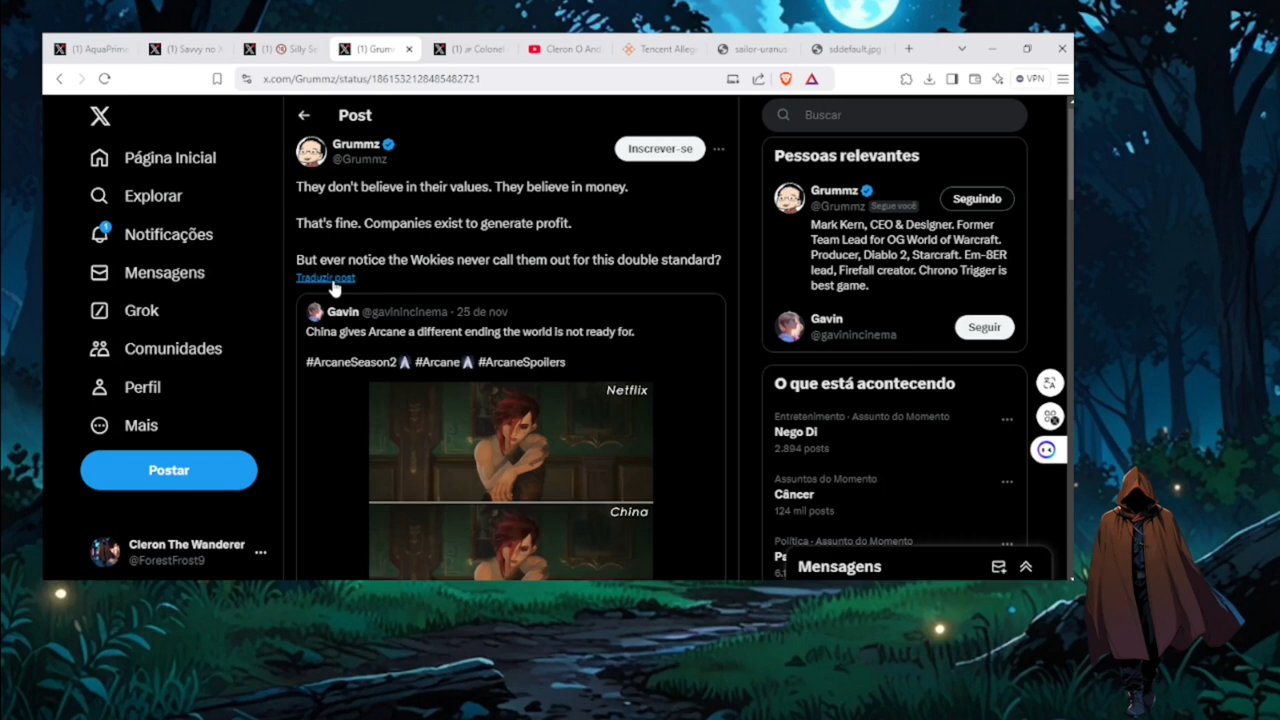 (1) AquaPrime
(1) Savvy no X
(1) Silly Sc
(1) Grum
(1) Colonel
Cleron O And
Tencent Alleg
sailor-uranus-
sddefault.jpg
x.com/Grummz/status/1861532128485482721
VPN
Página Inicial
Explorar
1
Notificações
Mensagens
Grok
Comunidades
Perfil
Mais
Postar
Cleron The Wanderer
@ForestFrost9
Post
Grummz
@Grummz
Inscrever-se
They don't believe in their values. They believe in money.
That's fine. Companies exist to generate profit.
But ever notice the Wokies never call them out for this double standard?
Traduzir post
Gavin @gavinincinema · 25 de nov
China gives Arcane a different ending the world is not ready for.
#ArcaneSeason2 #Arcane #ArcaneSpoilers
Netflix
China
Buscar
Pessoas relevantes
Grummz
@Grummz Segue você
Seguindo
Mark Kern, CEO & Designer. Former
Team Lead for OG World of Warcraft.
Producer, Diablo 2, Starcraft. Em-8ER
lead, Firefall creator. Chrono Trigger is
best game.
Gavin
@gavinincinema
Seguir
O que está acontecendo
Entretenimento · Assunto do Momento
Nego Di
2.894 posts
Assuntos do Momento
Câncer
124 mil posts
Política · Assunto do Momento
Mensagens